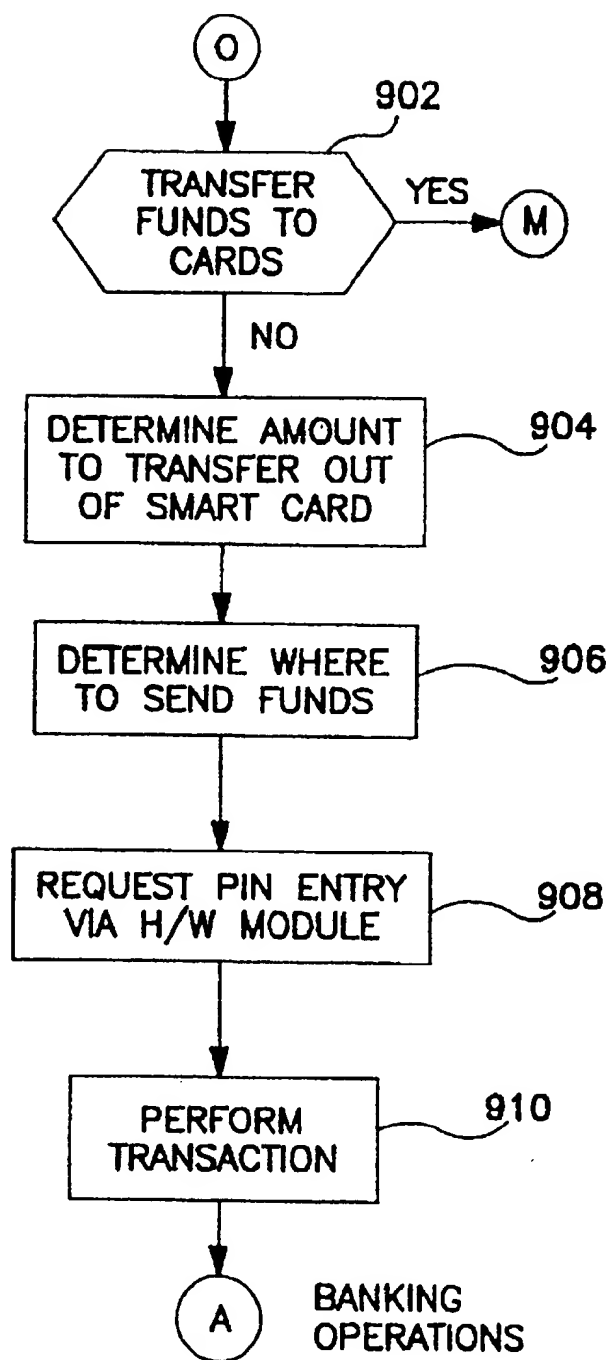 O
902
TRANSFER
FUNDS TO
CARDS
YES
M
NO
DETERMINE AMOUNT
TO TRANSFER OUT
OF SMART CARD
904
DETERMINE WHERE
TO SEND FUNDS
906
REQUEST PIN ENTRY
VIA H/W MODULE
908
PERFORM
TRANSACTION
910
A
BANKING
OPERATIONS